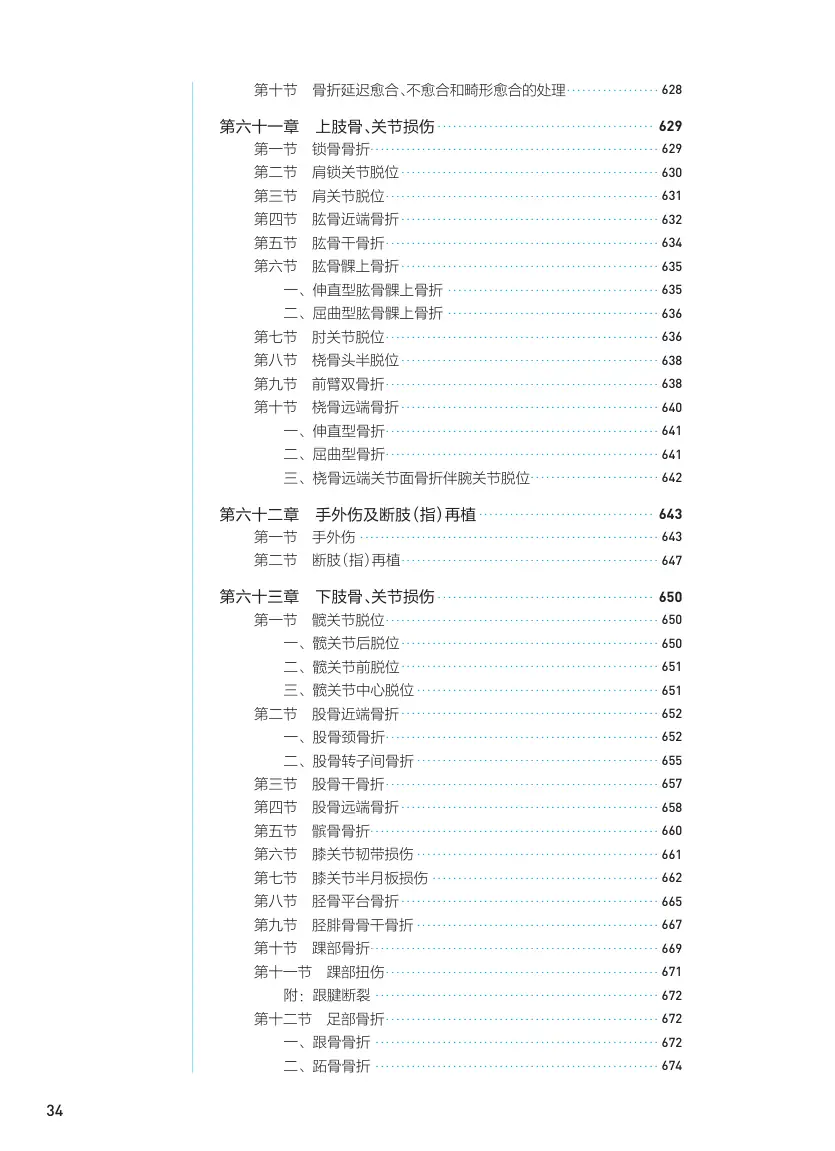 第十节 骨折延迟愈合、不愈合和畸形愈合的处理 628
第六十一章 上肢骨、关节损伤 629
第一节 锁骨骨折 629
第二节 肩锁关节脱位 630
第三节 肩关节脱位 631
第四节 肱骨近端骨折 632
第五节 肱骨干骨折 634
第六节 肱骨髁上骨折 635
一、伸直型肱骨髁上骨折 635
二、屈曲型肱骨髁上骨折 636
第七节 肘关节脱位 636
第八节 桡骨头半脱位 638
第九节 前臂双骨折 638
第十节 桡骨远端骨折 640
一、伸直型骨折 641
二、屈曲型骨折 641
三、桡骨远端关节面骨折伴腕关节脱位 642
第六十二章 手外伤及断肢（指）再植 643
第一节 手外伤 643
第二节 断肢（指）再植 647
第六十三章 下肢骨、关节损伤 650
第一节 髋关节脱位 650
一、髋关节后脱位 650
二、髋关节前脱位 651
三、髋关节中心脱位 651
第二节 股骨近端骨折 652
一、股骨颈骨折 652
二、股骨转子间骨折 655
第三节 股骨干骨折 657
第四节 股骨远端骨折 658
第五节 髌骨骨折 660
第六节 膝关节韧带损伤 661
第七节 膝关节半月板损伤 662
第八节 胫骨平台骨折 665
第九节 胫腓骨骨干骨折 667
第十节 踝部骨折 669
第十一节 踝部扭伤 671
附：跟腱断裂 672
第十二节 足部骨折 672
一、跟骨骨折 672
二、跖骨骨折 674
34